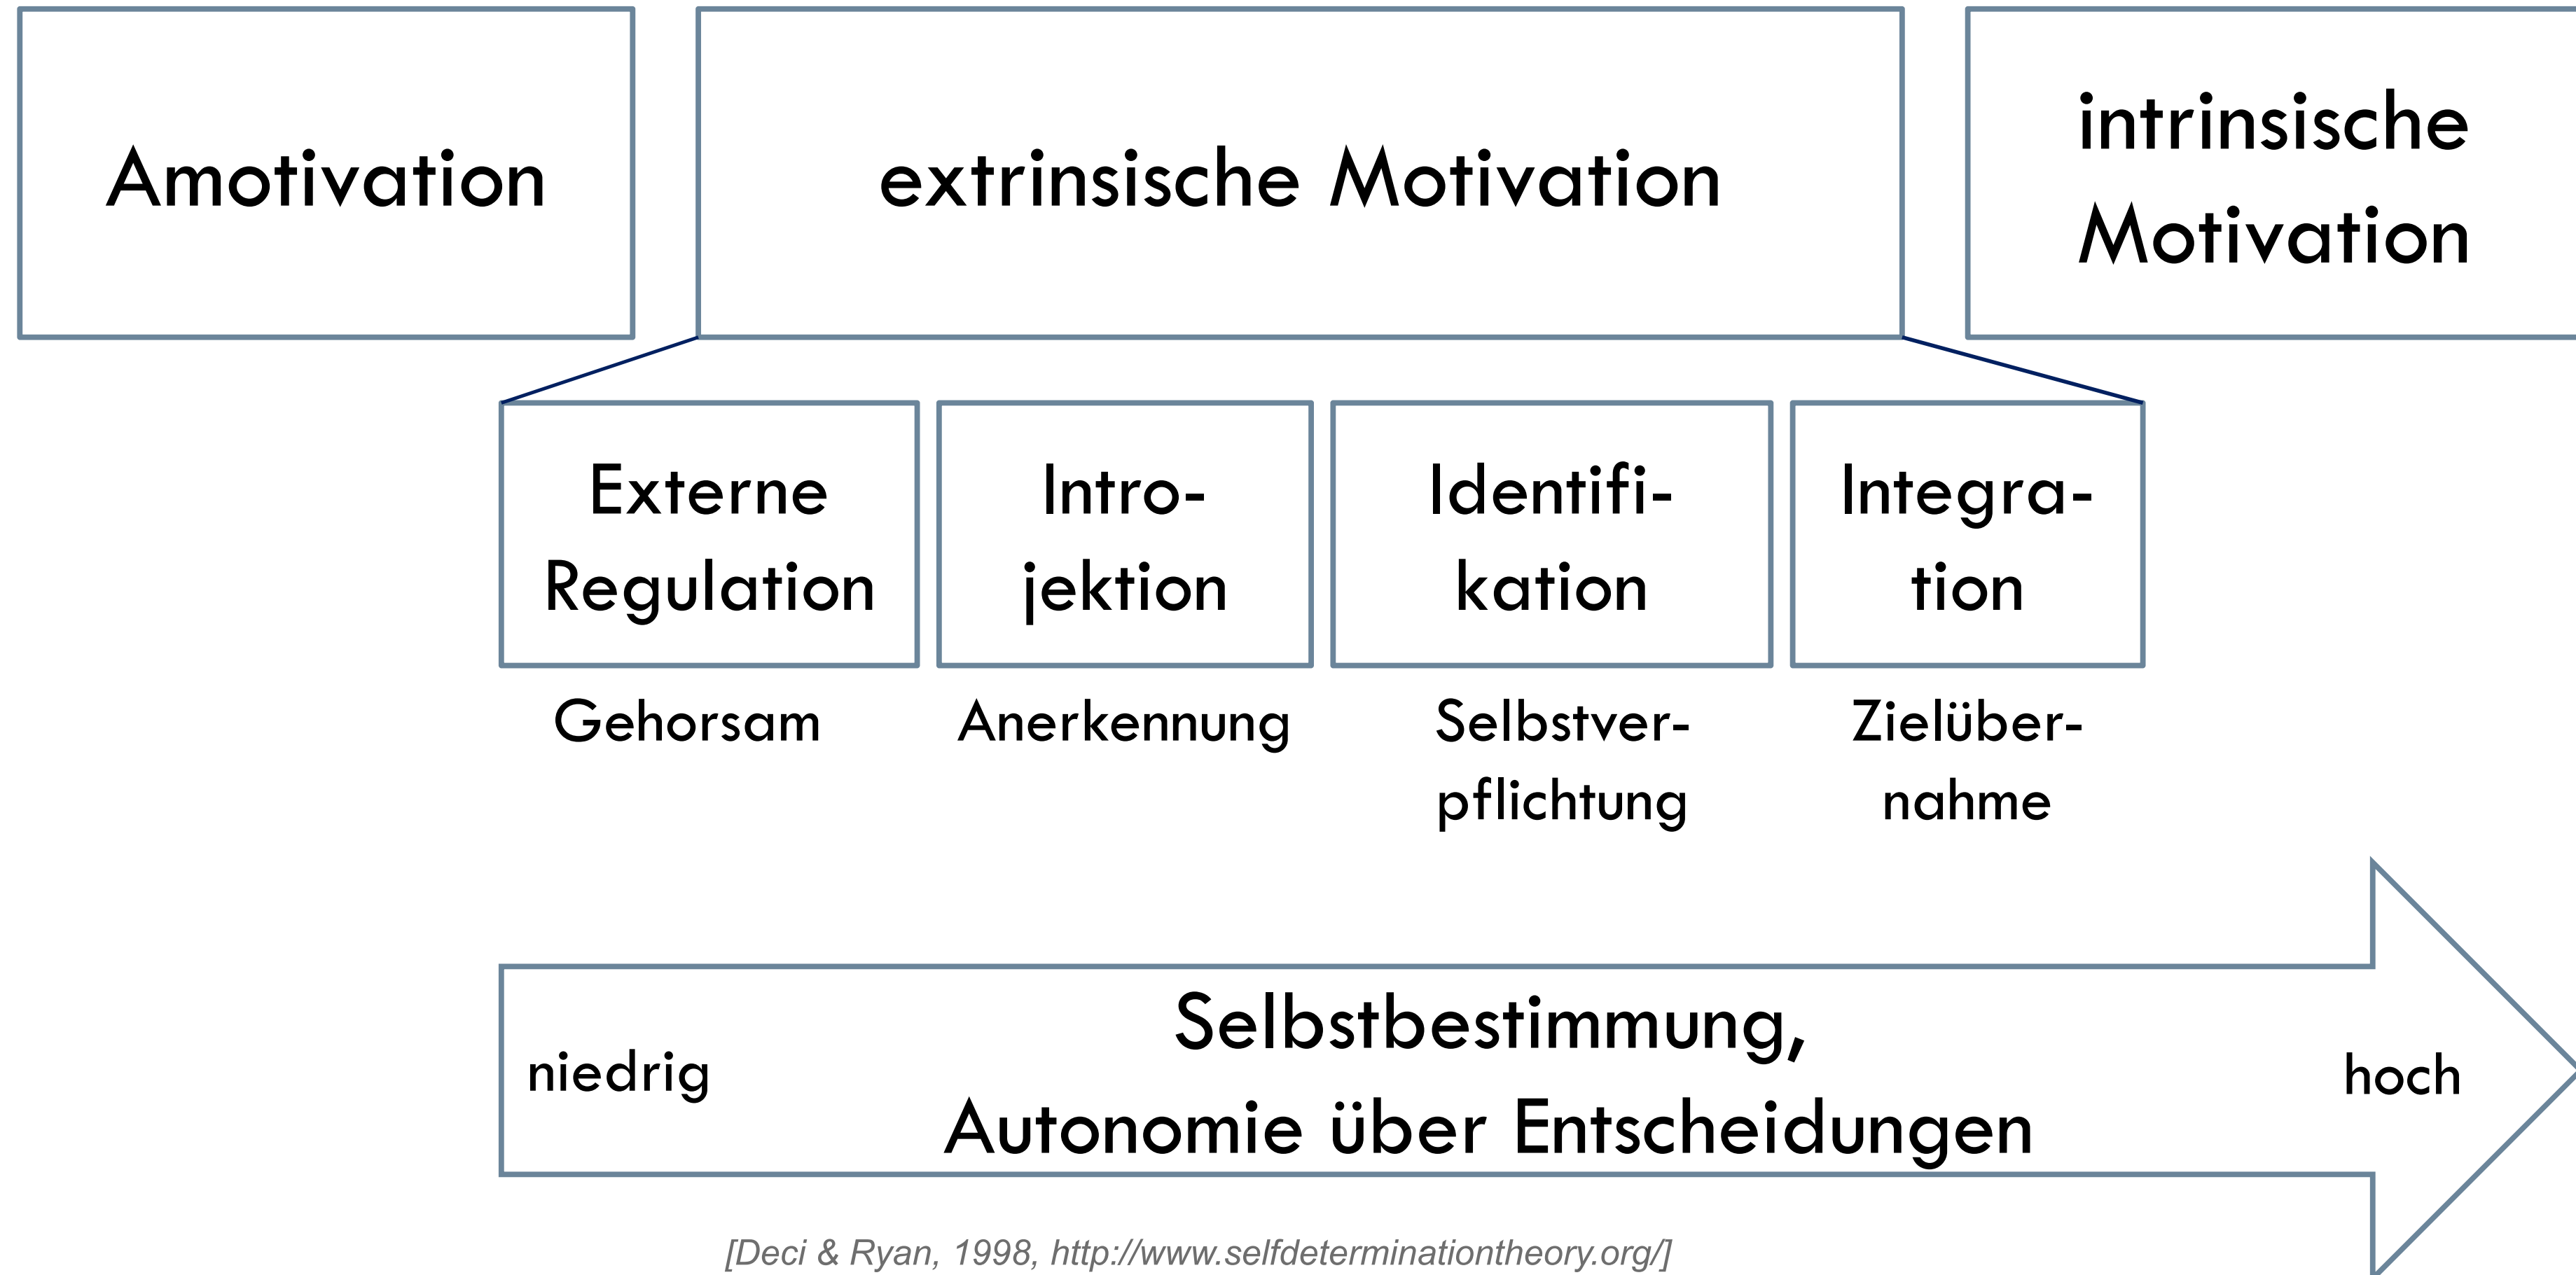 Amotivation
extrinsische Motivation
intrinsische
Motivation
Externe
Regulation
Intro-
jektion
Identifi-
kation
Integra-
tion
Gehorsam
Anerkennung
Selbstver-
pflichtung
Zielüber-
nahme
niedrig
Selbstbestimmung,
Autonomie über Entscheidungen
hoch
[Deci & Ryan, 1998, http://www.selfdeterminationtheory.org/]